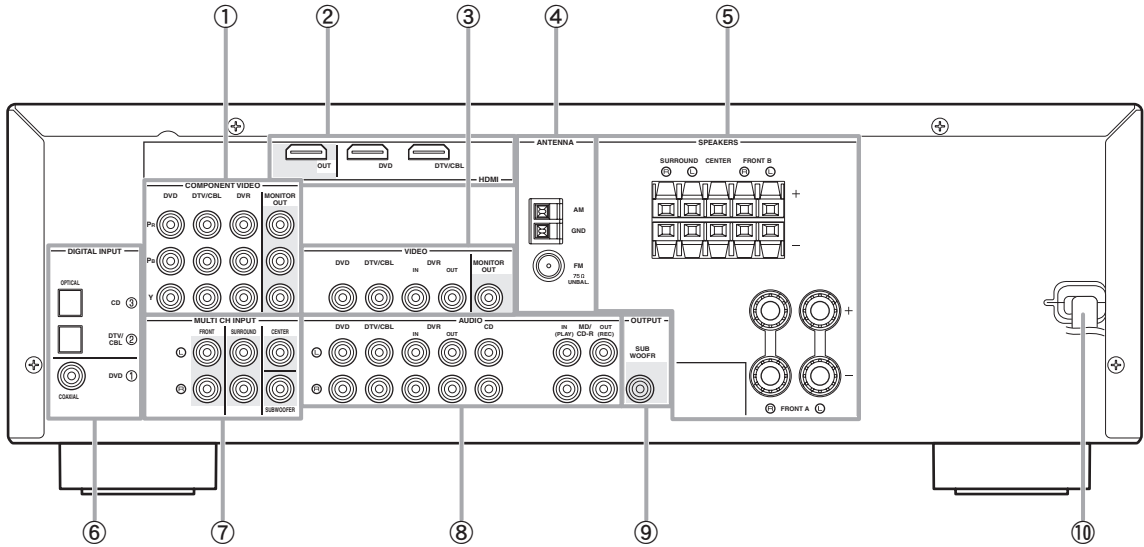 ① ② ③ ④ ⑤
ANTENNA
SPEAKERS
SURROUND CENTER FRONT B
R L R L
+
−
OUT DVD DTV/CBL
HDMI
AM
GND
FM
75Ω
UNBAL.
COMPONENT VIDEO
DVD DTV/CBL DVR MONITOR
OUT
PR
PB
Y
DIGITAL INPUT
OPTICAL
CD ③
DTV/
CBL ②
DVD ①
COAXIAL
VIDEO
DVD DTV/CBL DVR MONITOR
IN OUT OUT
MULTI CH INPUT
FRONT SURROUND CENTER
L
R
SUBWOOFER
AUDIO
DVD DTV/CBL DVR CD IN MD/ OUT
IN OUT (PLAY) CD-R (REC)
L
R
OUTPUT
SUB
WOOFR
+
−
R FRONT A L
⑥ ⑦ ⑧ ⑨ ⑩